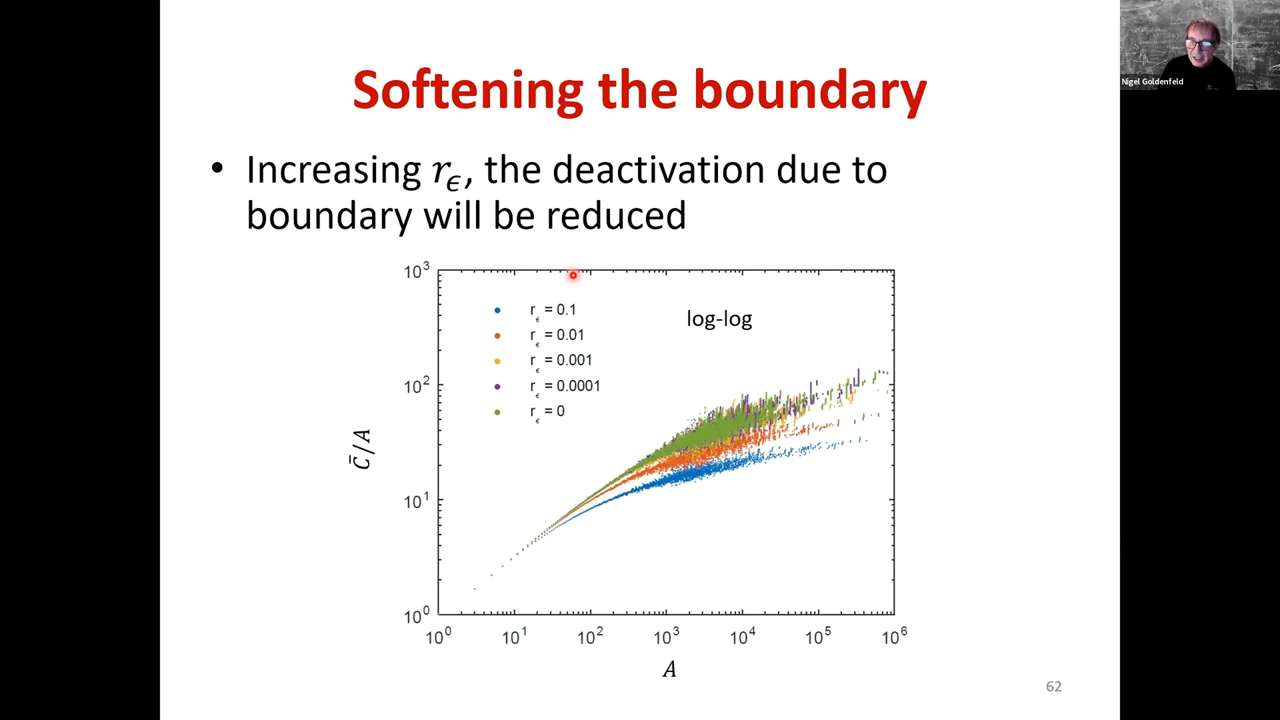 Softening the boundary
Nigel Goldenfeld
• Increasing rϵ, the deactivation due to
boundary will be reduced
log-log
rϵ = 0.1
rϵ = 0.01
rϵ = 0.001
rϵ = 0.0001
rϵ = 0
10³
10²
10¹
10⁰
C̄/A
10⁰ 10¹ 10² 10³ 10⁴ 10⁵ 10⁶
A
62